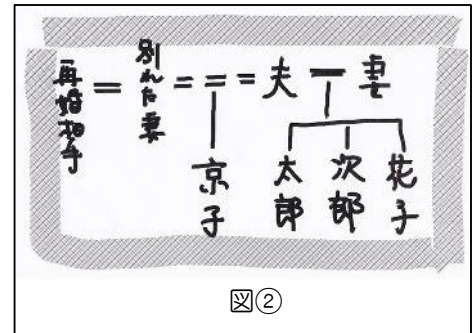 再婚相手 = 別れた妻 = = = 夫 ー 妻
京子 太郎 次郎 花子
図②